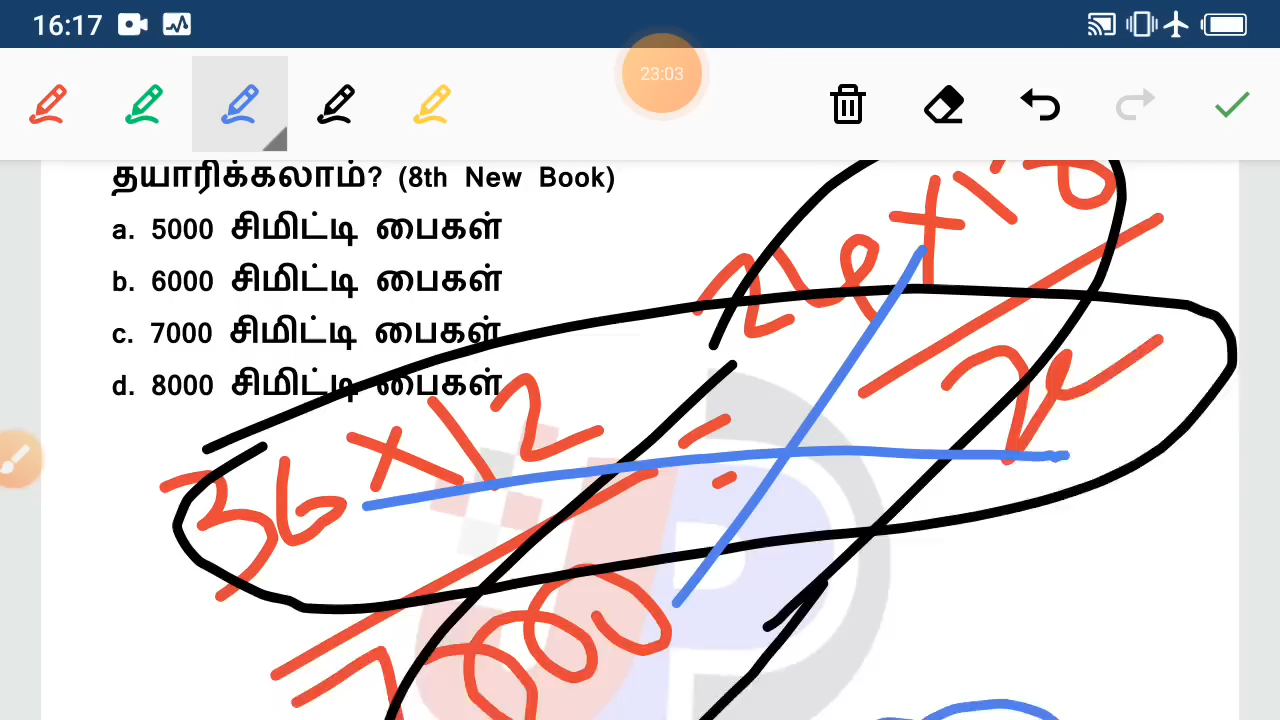 16:17
23:03
தயாரிக்கலாம்? (8th New Book)
a. 5000 சிமிட்டி பைகள்
b. 6000 சிமிட்டி பைகள்
c. 7000 சிமிட்டி பைகள்
d. 8000 சிமிட்டி பைகள்
36 x 12
7000